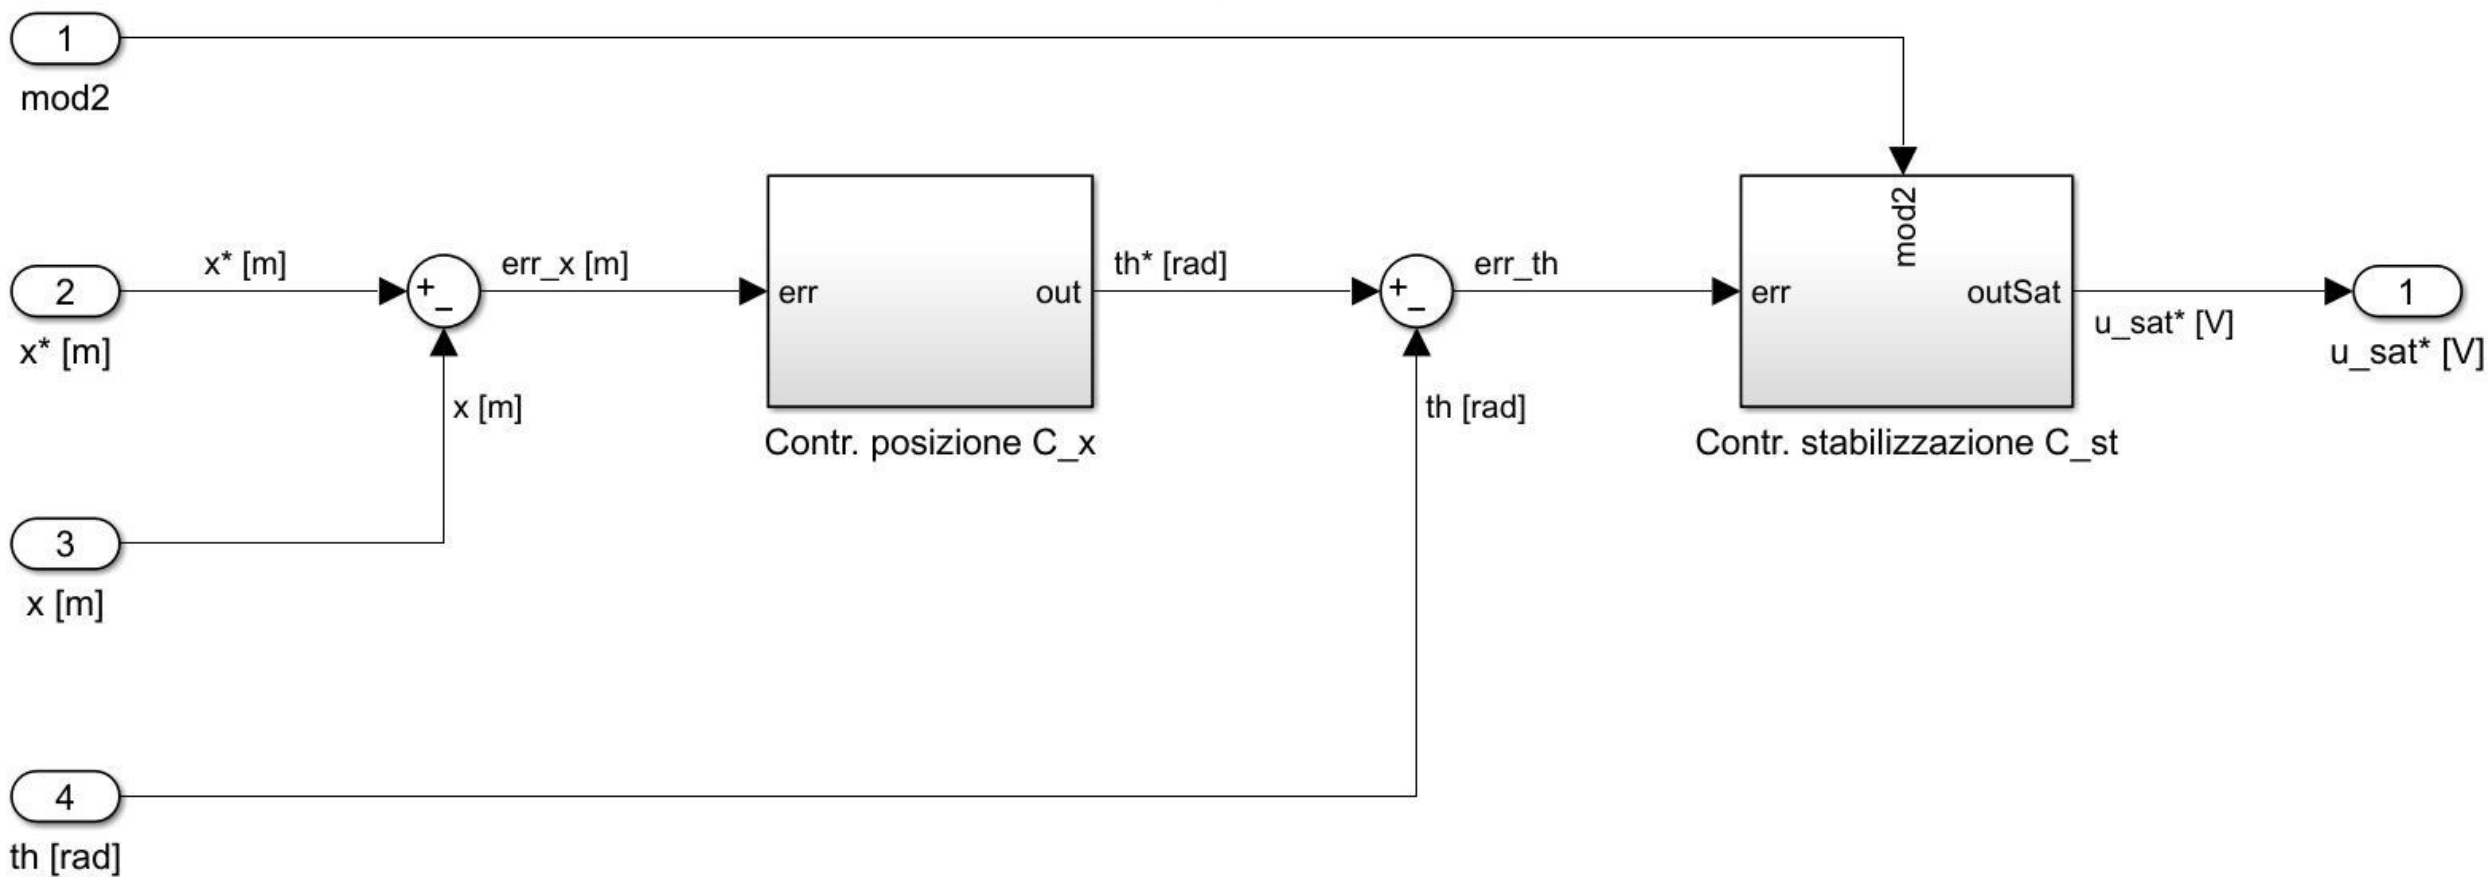 1
mod2
mod2
x* [m]
err_x [m]
th* [rad]
err_th
2
+
−
err
out
+
−
err
outSat
1
u_sat* [V]
x* [m]
u_sat* [V]
x [m]
th [rad]
Contr. posizione C_x
Contr. stabilizzazione C_st
3
x [m]
4
th [rad]